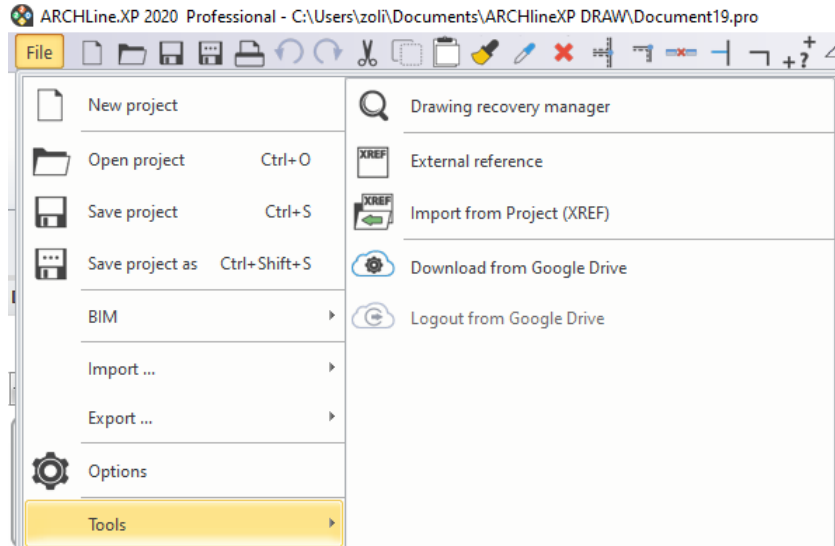 ARCHLine.XP 2020 Professional - C:\Users\zoli\Documents\ARCHlineXP DRAW\Document19.pro
File
New project
Open project Ctrl+O
Save project Ctrl+S
Save project as Ctrl+Shift+S
BIM
Import ...
Export ...
Options
Tools
Drawing recovery manager
XREF External reference
XREF Import from Project (XREF)
Download from Google Drive
Logout from Google Drive